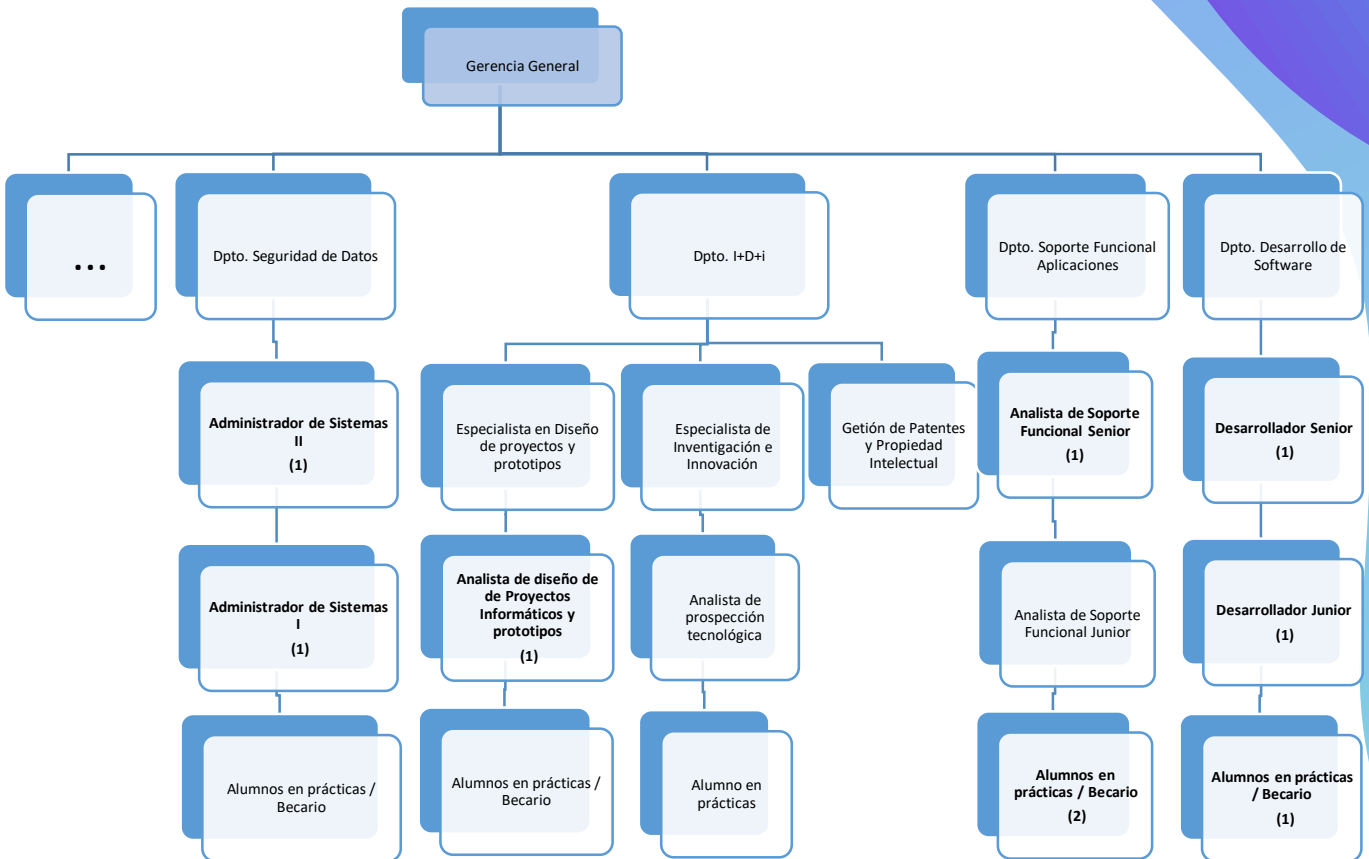 Gerencia General
...
Dpto. Seguridad de Datos
Dpto. I+D+i
Dpto. Soporte Funcional
Aplicaciones
Dpto. Desarrollo de
Software
Administrador de Sistemas
II
(1)
Especialista en Diseño
de proyectos y
prototipos
Especialista de
Investigación e
Innovación
Getión de Patentes
y Propiedad
Intelectual
Analista de Soporte
Funcional Senior
(1)
Desarrollador Senior
(1)
Administrador de Sistemas
I
(1)
Analista de diseño de
de Proyectos
Informáticos y
prototipos
(1)
Analista de
prospección
tecnológica
Analista de Soporte
Funcional Junior
Desarrollador Junior
(1)
Alumnos en prácticas /
Becario
Alumnos en prácticas /
Becario
Alumno en
prácticas
Alumnos en
prácticas / Becario
(2)
Alumnos en prácticas
/ Becario
(1)